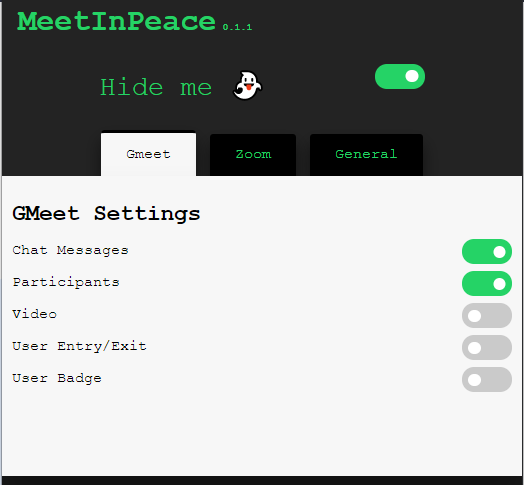 MeetInPeace 0.1.1
Hide me 👻
Gmeet Zoom General
GMeet Settings
Chat Messages
Participants
Video
User Entry/Exit
User Badge